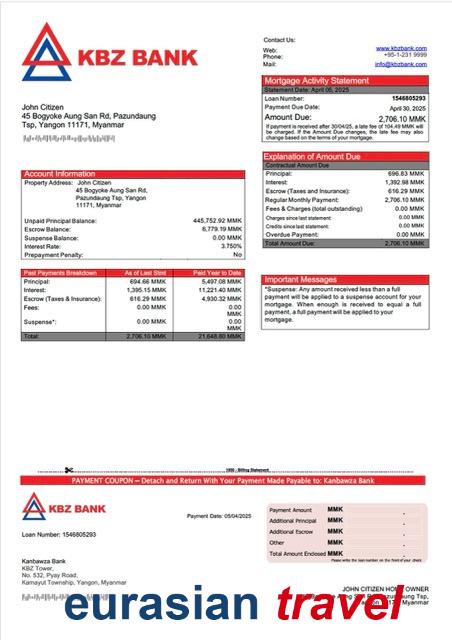 KBZ BANK
Contact Us:
Web: www.kbzbank.com
Phone: +95-1-231 9999
Mail: info@kbzbank.com
Mortgage Activity Statement
Statement Date: April 05, 2025
Loan Number: 1546805293
Payment Due Date: April 30, 2025
Amount Due: 2,706.10 MMK
If payment is received after 30/04/25, a late fee of 104.49 MMK will
be charged. If the Amount Due changes, the late fee may also
change based on the terms of your mortgage.
John Citizen
45 Bogyoke Aung San Rd, Pazundaung
Tsp, Yangon 11171, Myanmar
Explanation of Amount Due
Contractual Amount Due
Principal: 696.83 MMK
Interest: 1,392.98 MMK
Escrow (Taxes and Insurance): 616.29 MMK
Regular Monthly Payment: 2,706.10 MMK
Fees & Charges (total outstanding) 0.00 MMK
Charges since last statement: 0.00 MMK
Credits since last statement: 0.00 MMK
Overdue Payment: 0.00 MMK
Total Amount Due: 2,706.10 MMK
Account Information
Property Address: John Citizen
45 Bogyoke Aung San Rd,
Pazundaung Tsp, Yangon
11171, Myanmar
Unpaid Principal Balance: 445,752.92 MMK
Escrow Balance: 6,779.19 MMK
Suspense Balance: 0.00 MMK
Interest Rate: 3.750%
Prepayment Penalty: No
Past Payments Breakdown As of Last Stmt Paid Year to Date
Principal: 694.66 MMK 5,497.08 MMK
Interest: 1,395.15 MMK 11,221.40 MMK
Escrow (Taxes & Insurance): 616.29 MMK 4,930.32 MMK
Fees: 0.00 MMK 0.00
MMK
Suspense*: 0.00 MMK 0.00
MMK
Total: 2,706.10 MMK 21,648.80 MMK
Important Messages
*Suspense: Any amount received less than a full
payment will be applied to a suspense account for your
mortgage. When enough is received to equal a full
payment, a full payment will be applied to your
mortgage.
Billing Statement
PAYMENT COUPON – Detach and Return With Your Payment Made Payable to: Kanbawza Bank
KBZ BANK
Payment Date: 05/04/2025
Loan Number: 1546805293
Payment Amount MMK .
Additional Principal MMK .
Additional Escrow MMK .
Other MMK .
Total Amount Enclosed MMK .
Please write the loan number on the front of your check.
Kanbawza Bank
KBZ Tower,
No. 532, Pyay Road,
Kamayut Township, Yangon, Myanmar
JOHN CITIZEN HOME OWNER
eurasian travel